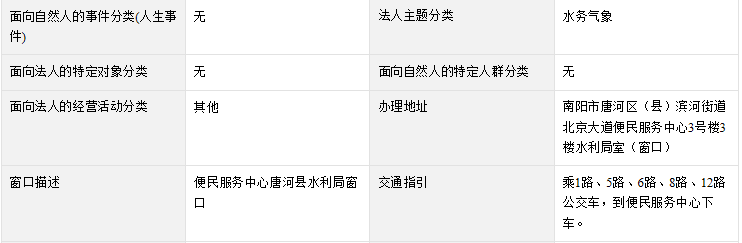 面向自然人的事件分类(人生事
件)
无
法人主题分类
水务气象
面向法人的特定对象分类
无
面向自然人的特定人群分类
无
面向法人的经营活动分类
其他
办理地址
南阳市唐河区（县）滨河街道
北京大道便民服务中心3号楼3
楼水利局室（窗口）
窗口描述
便民服务中心唐河县水利局窗
口
交通指引
乘1路、5路、6路、8路、12路
公交车，到便民服务中心下
车。